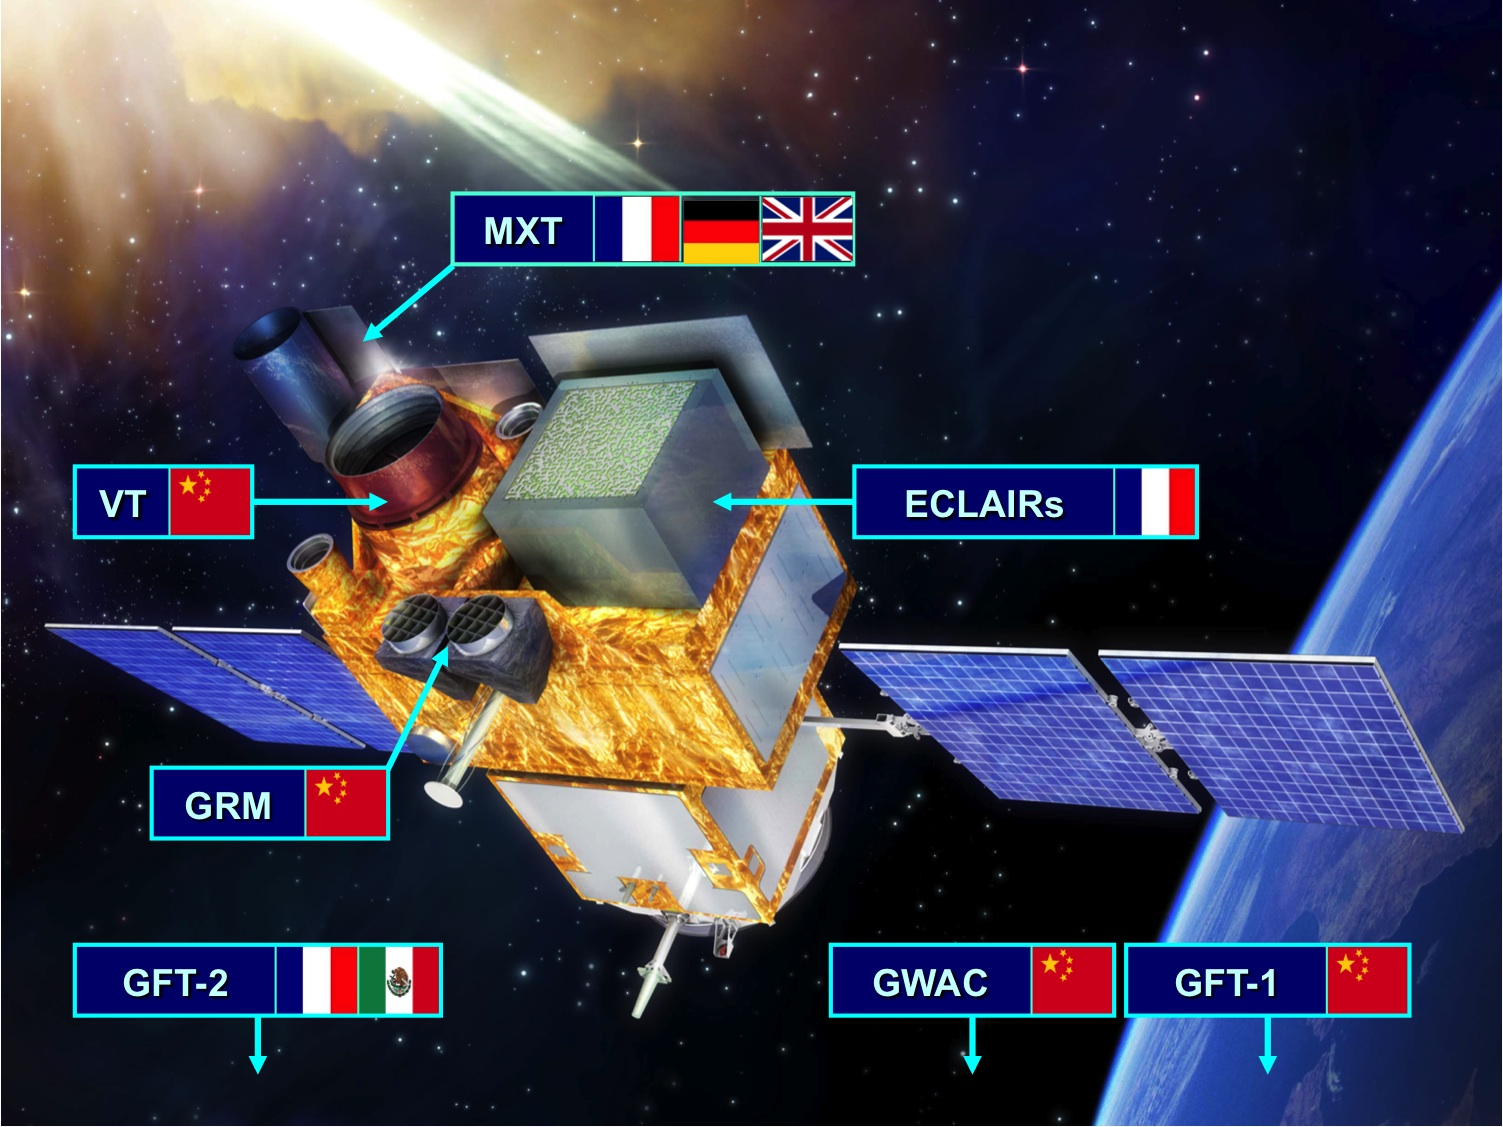 MXT
VT
ECLAIRs
GRM
GFT-2
GWAC
GFT-1